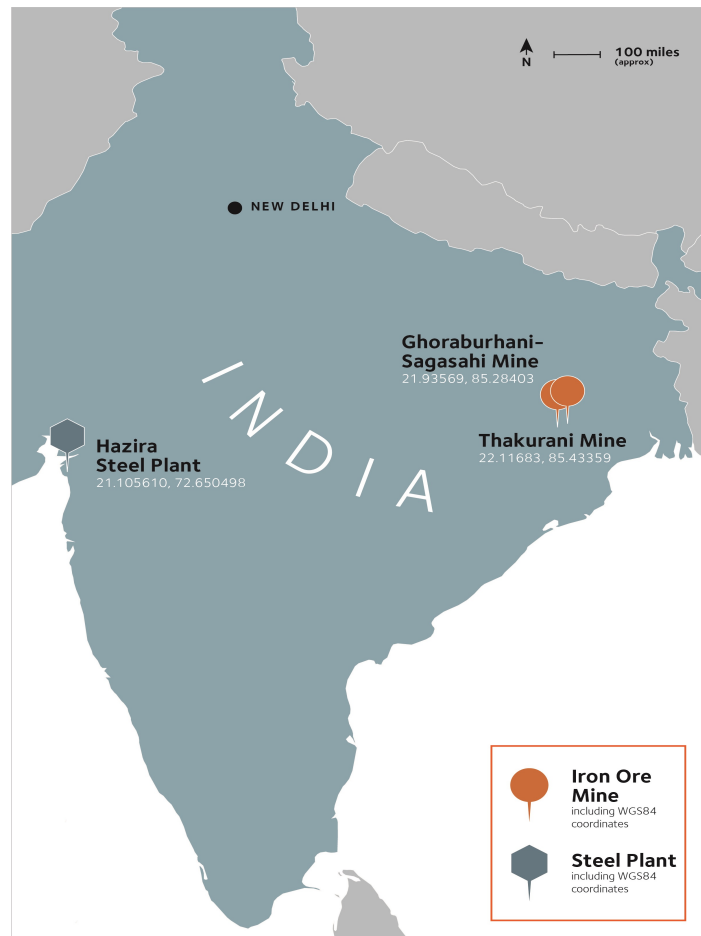 100 miles
(approx)
N
NEW DELHI
Ghoraburhani–
Sagasahi Mine
21.93569, 85.28403
Thakurani Mine
22.11683, 85.43359
INDIA
Hazira
Steel Plant
21.105610, 72.650498
Iron Ore
Mine
including WGS84
coordinates
Steel Plant
including WGS84
coordinates